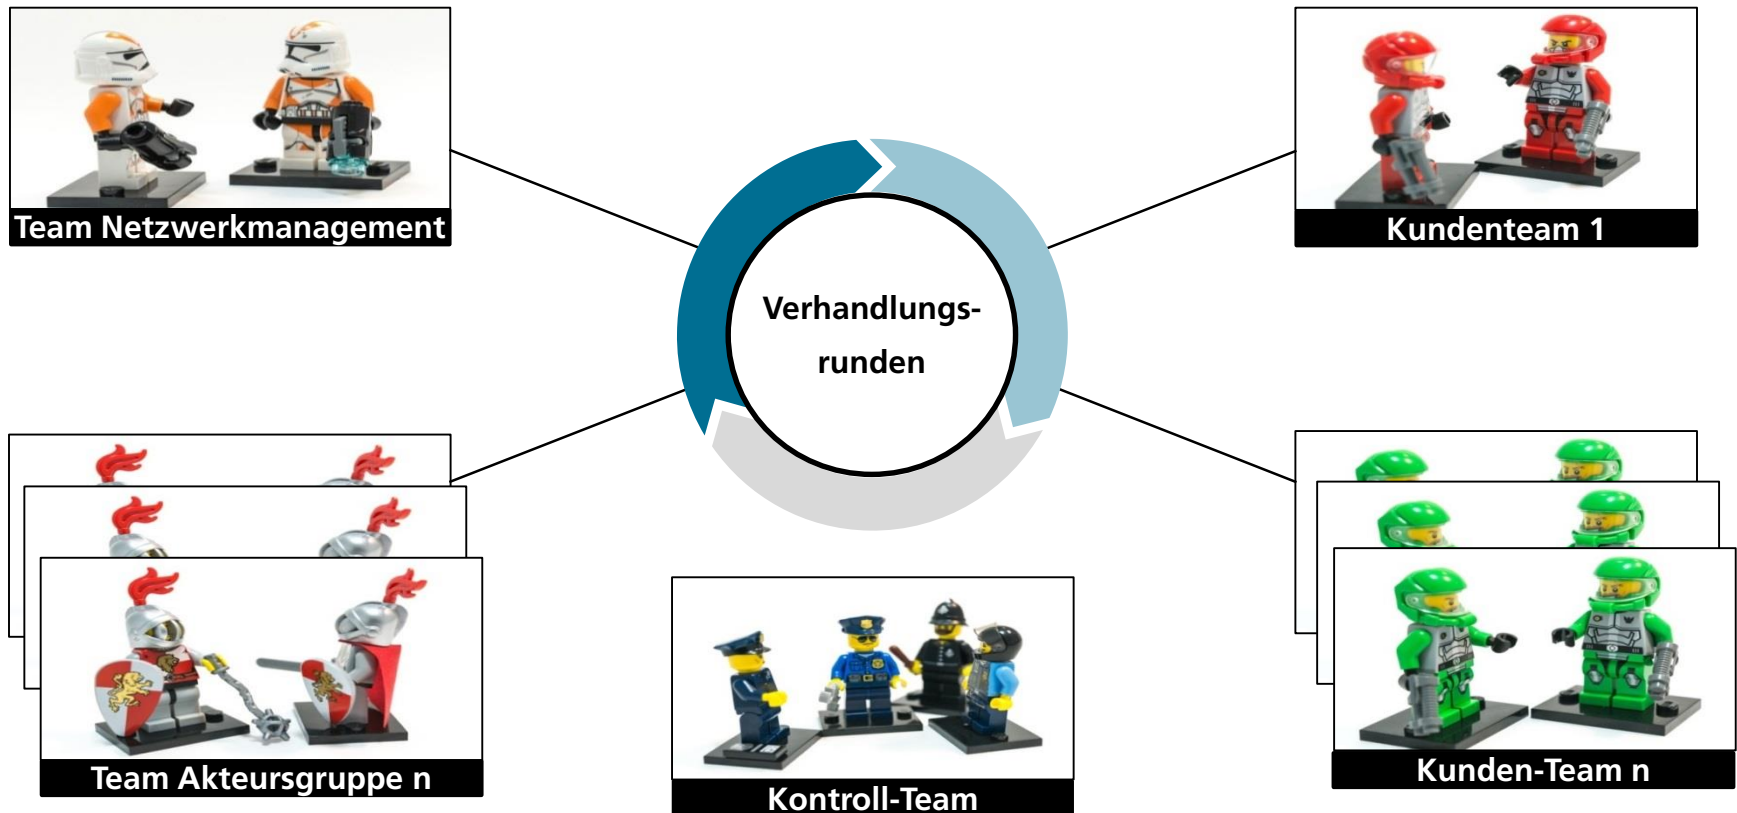 Team Netzwerkmanagement
Kundenteam 1
Verhandlungs-
runden
Team Akteursgruppe n
Kontroll-Team
Kunden-Team n